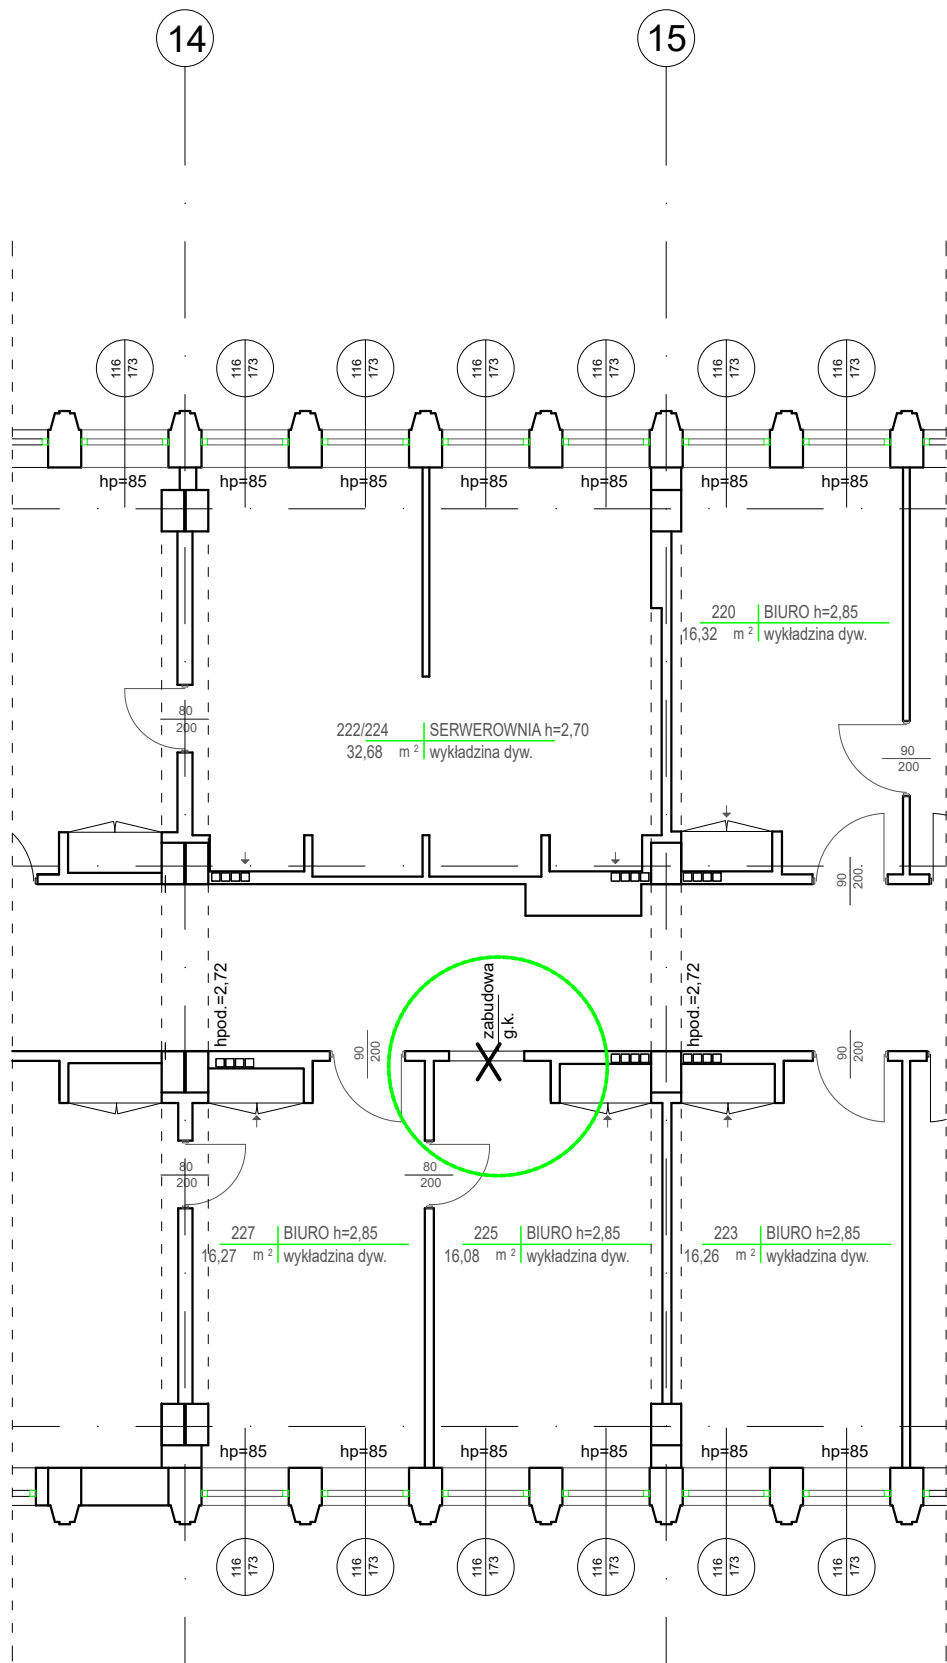 14
15
116 173
116 173
116 173
116 173
116 173
116 173
116 173
hp=85
hp=85
hp=85
hp=85
hp=85
hp=85
hp=85
220 BIURO h=2,85
16,32 m² wykładzina dyw.
80
200
222/224 SERWEROWNIA h=2,70
32,68 m² wykładzina dyw.
90
200
90
200
hpod.=2,72
zabudowa
g.k.
hpod.=2,72
90
200
90
200
80
200
80
200
227 BIURO h=2,85
16,27 m² wykładzina dyw.
225 BIURO h=2,85
16,08 m² wykładzina dyw.
223 BIURO h=2,85
16,26 m² wykładzina dyw.
hp=85
hp=85
hp=85
hp=85
hp=85
hp=85
116 173
116 173
116 173
116 173
116 173
116 173